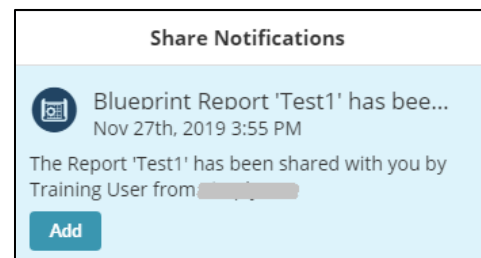 Share Notifications
Blueprint Report 'Test1' has bee...
Nov 27th, 2019 3:55 PM
The Report 'Test1' has been shared with you by
Training User from
Add